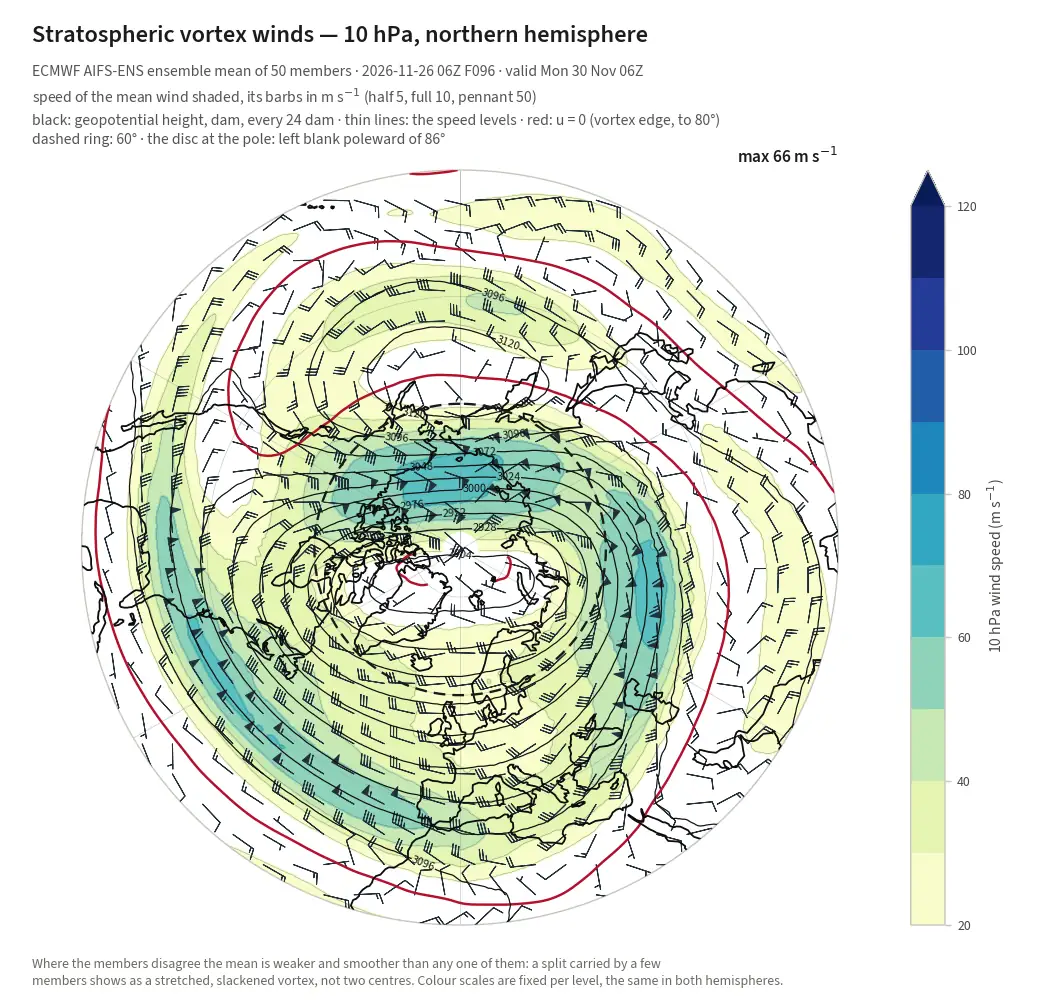 Stratospheric vortex winds — 10 hPa, northern hemisphere
ECMWF AIFS-ENS ensemble mean of 50 members · 2026-11-26 06Z F096 · valid Mon 30 Nov 06Z
speed of the mean wind shaded, its barbs in m s⁻¹ (half 5, full 10, pennant 50)
black: geopotential height, dam, every 24 dam · thin lines: the speed levels · red: u = 0 (vortex edge, to 80°)
dashed ring: 60° · the disc at the pole: left blank poleward of 86°
max 66 m s⁻¹
120
100
80
60
40
20
10 hPa wind speed (m s⁻¹)
3096
3120
3096
3096
3072
3048
3024
3000
2976
2952
2928
2904
3096
Where the members disagree the mean is weaker and smoother than any one of them: a split carried by a few
members shows as a stretched, slackened vortex, not two centres. Colour scales are fixed per level, the same in both hemispheres.